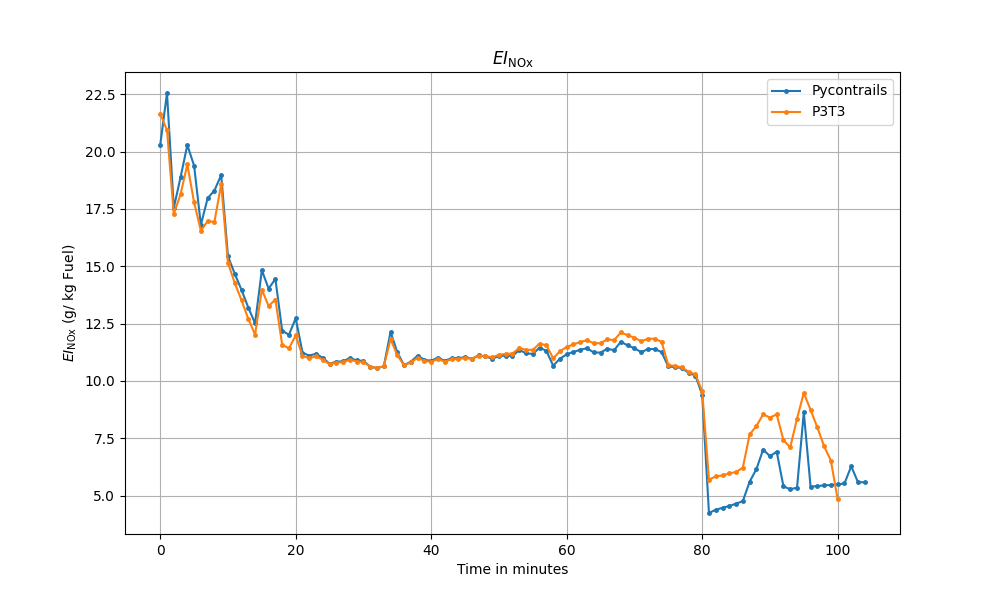 EI_NOx
Pycontrails
P3T3
EI_NOx (g/ kg Fuel)
22.5
20.0
17.5
15.0
12.5
10.0
7.5
5.0
0 20 40 60 80 100
Time in minutes